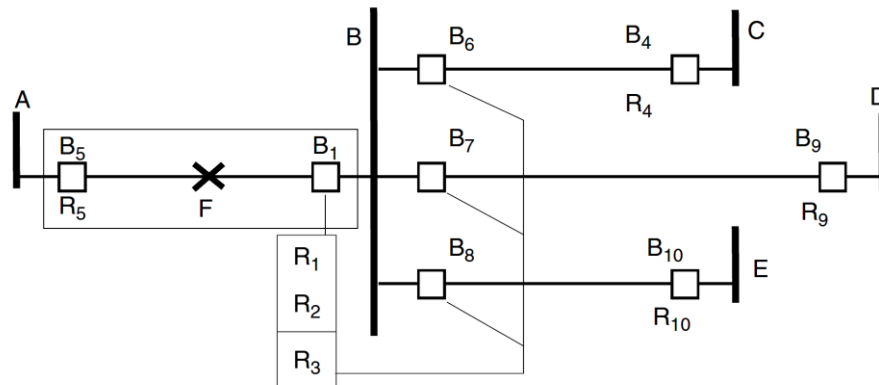 A
B
B₆
B₄
C
R₄
D
B₅
B₁
B₇
B₉
R₅
F
R₉
R₁
R₂
R₃
B₈
B₁₀
E
R₁₀